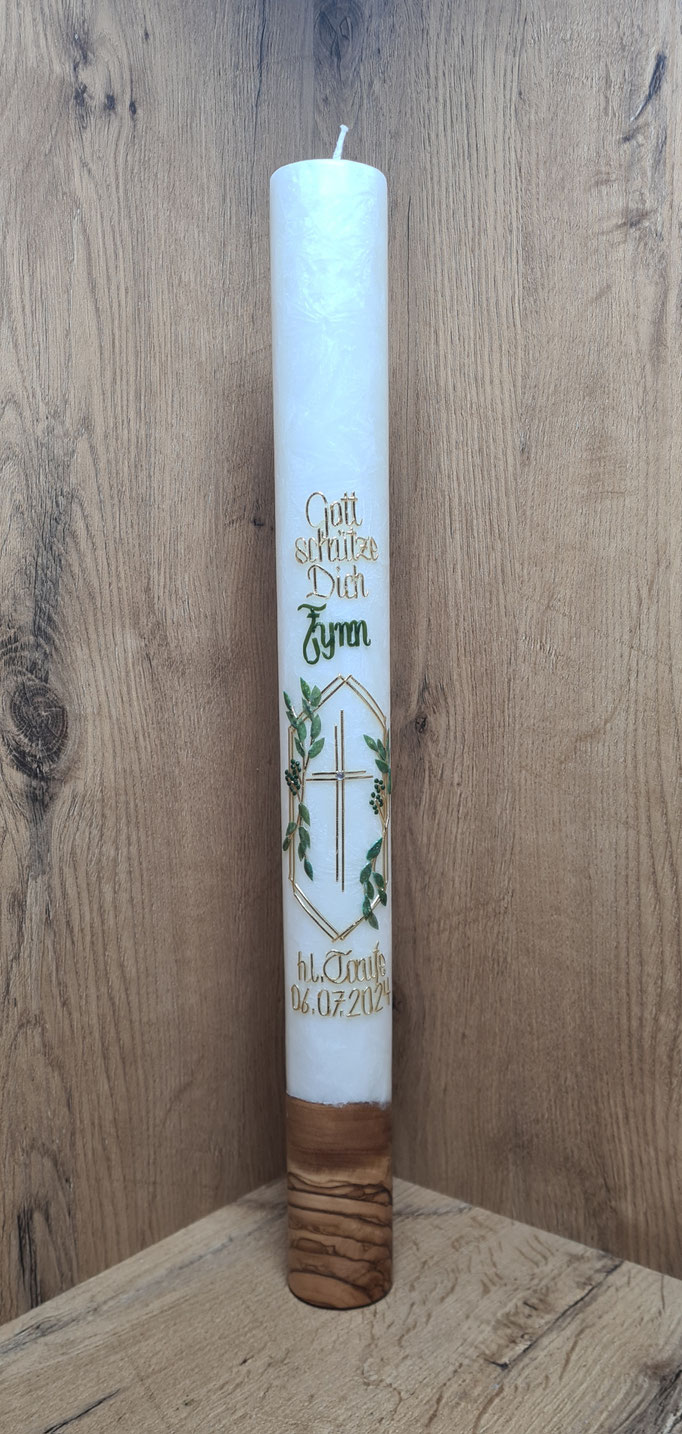 Gott
schütze
Dich
Fynn
hl. Taufe
06.07.2024